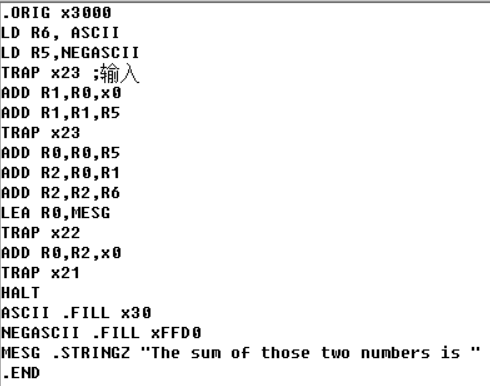 .ORIG x3000
LD R6, ASCII
LD R5,NEGASCII
TRAP x23 ;输入
ADD R1,R0,x0
ADD R1,R1,R5
TRAP x23
ADD R0,R0,R5
ADD R2,R0,R1
ADD R2,R2,R6
LEA R0,MESG
TRAP x22
ADD R0,R2,x0
TRAP x21
HALT
ASCII .FILL x30
NEGASCII .FILL xFFD0
MESG .STRINGZ "The sum of those two numbers is "
.END